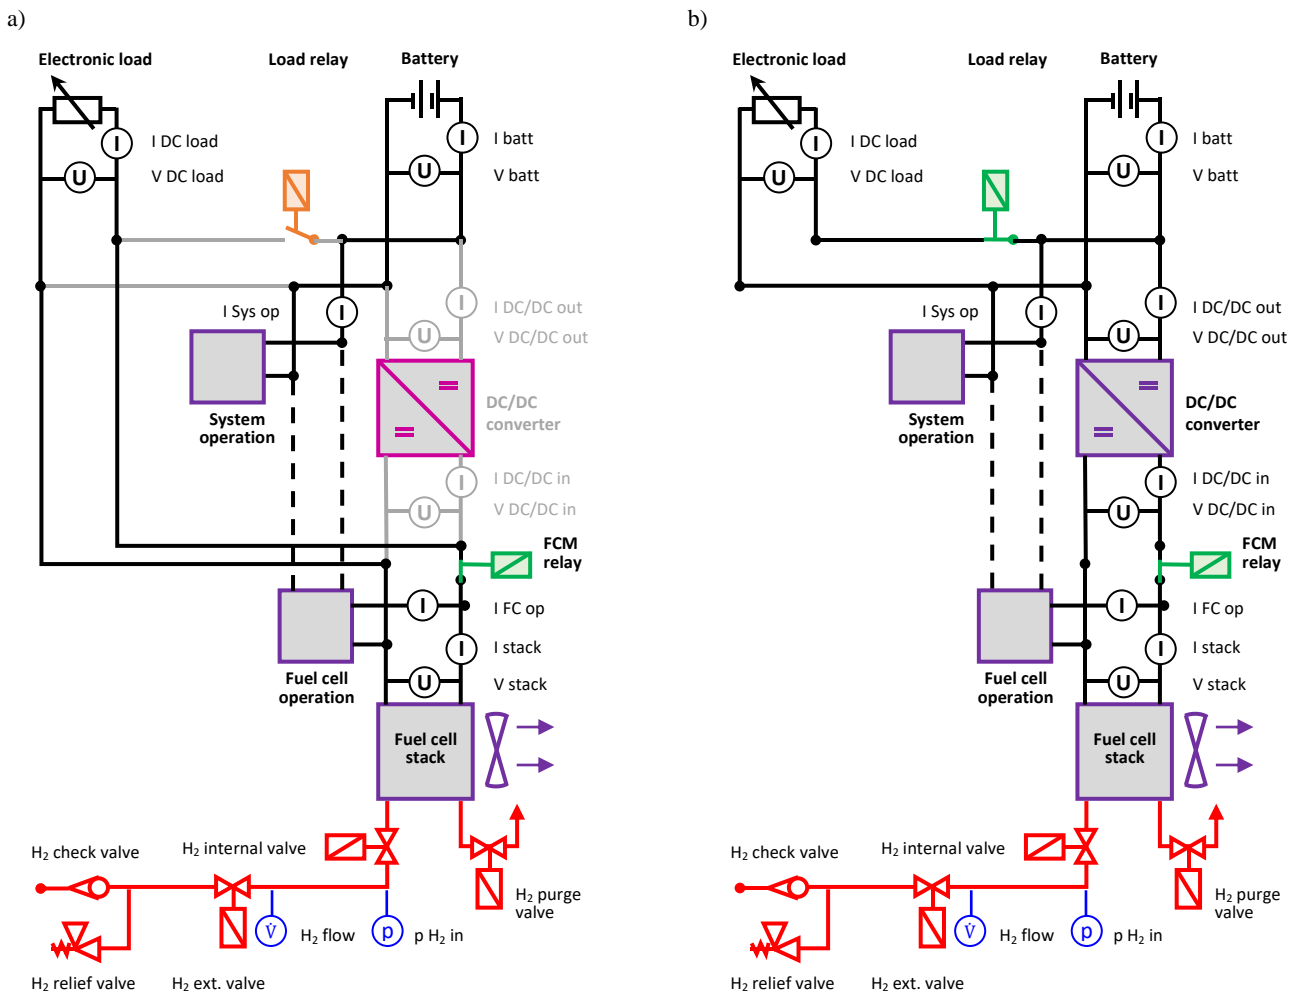 a)
Electronic load
Load relay
Battery
I DC load
I
I
I batt
V DC load
U
U
V batt
I Sys op
I
I
I DC/DC out
U
V DC/DC out
DC/DC
converter
System
operation
I
I DC/DC in
U
V DC/DC in
FCM
relay
I
I FC op
I
I stack
Fuel cell
operation
U
V stack
Fuel cell
stack
H₂ check valve
H₂ internal valve
H₂ purge
valve
V̇
H₂ flow
p
p H₂ in
H₂ relief valve
H₂ ext. valve
b)
Electronic load
Load relay
Battery
I DC load
I
I
I batt
V DC load
U
U
V batt
I Sys op
I
I
I DC/DC out
U
V DC/DC out
DC/DC
converter
System
operation
I
I DC/DC in
U
V DC/DC in
FCM
relay
I
I FC op
I
I stack
Fuel cell
operation
U
V stack
Fuel cell
stack
H₂ check valve
H₂ internal valve
H₂ purge
valve
V̇
H₂ flow
p
p H₂ in
H₂ relief valve
H₂ ext. valve